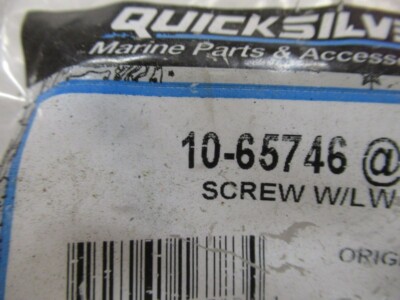 QUICKSILVE
Marine Parts & Accesso
10-65746 @
SCREW W/LW
ORIG